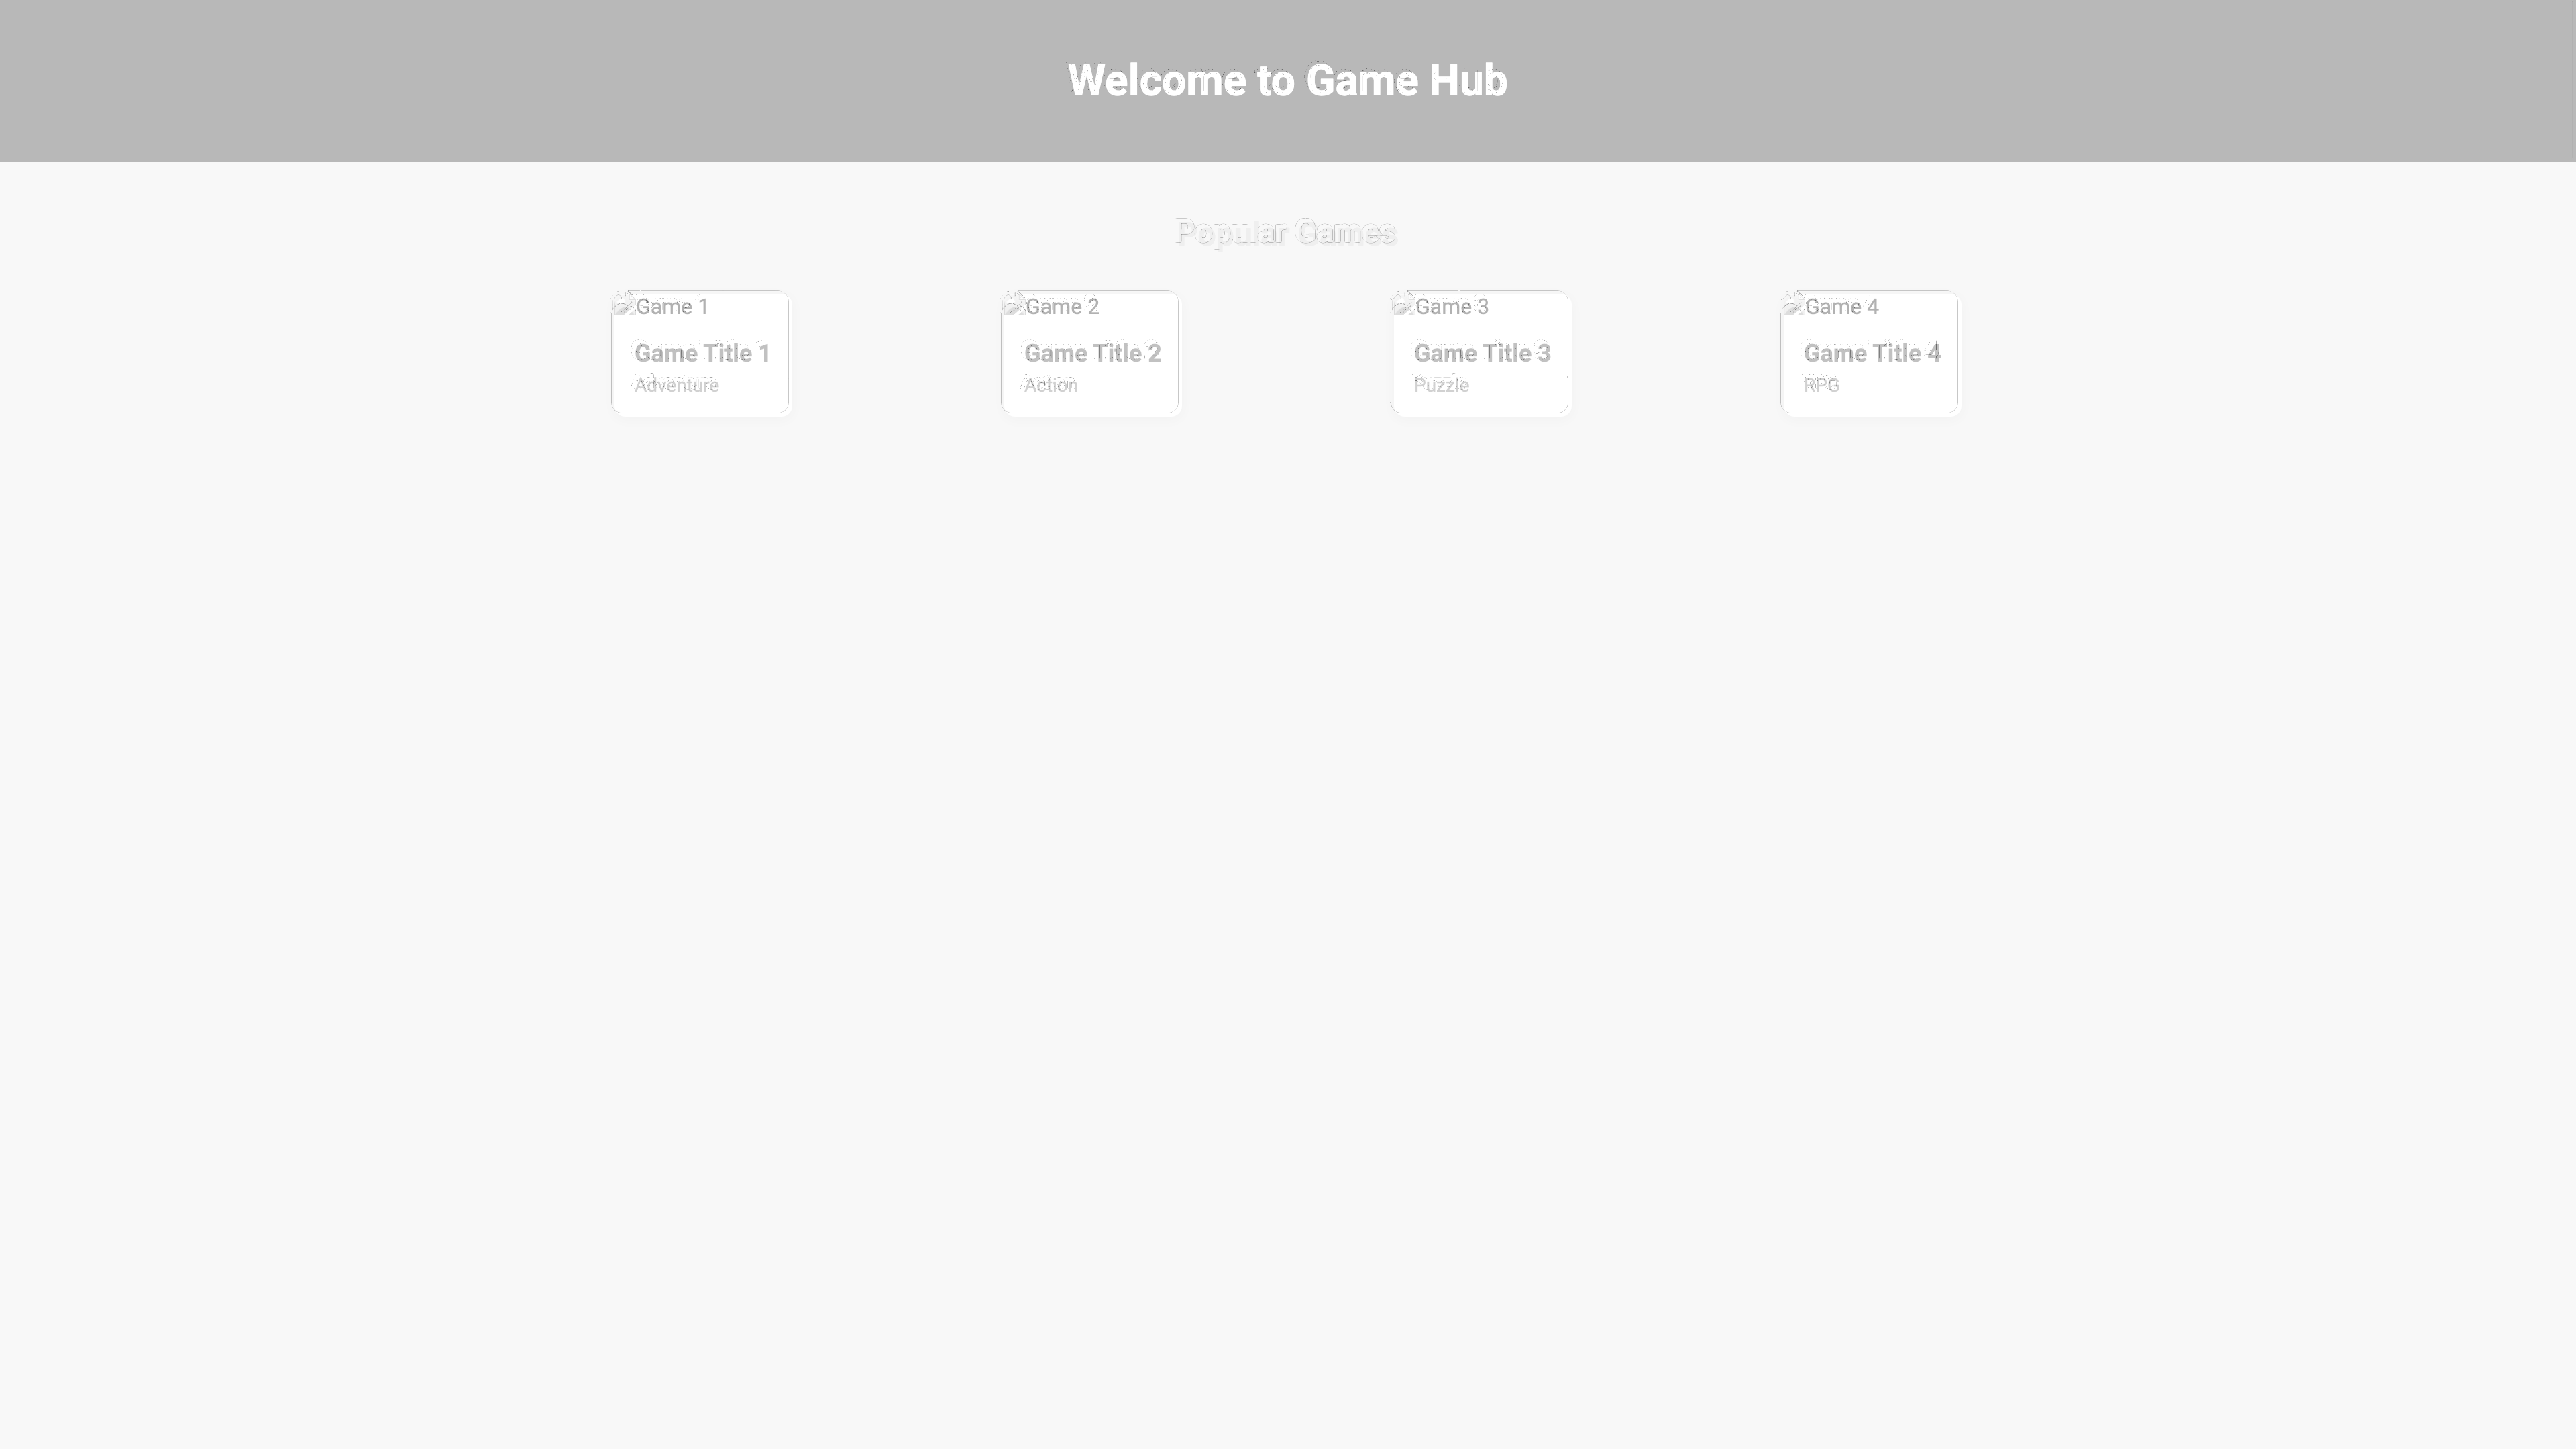 Welcome to Game Hub
Popular Games
Game 1
Game Title 1
Adventure
Game 2
Game Title 2
Action
Game 3
Game Title 3
Puzzle
Game 4
Game Title 4
RPG